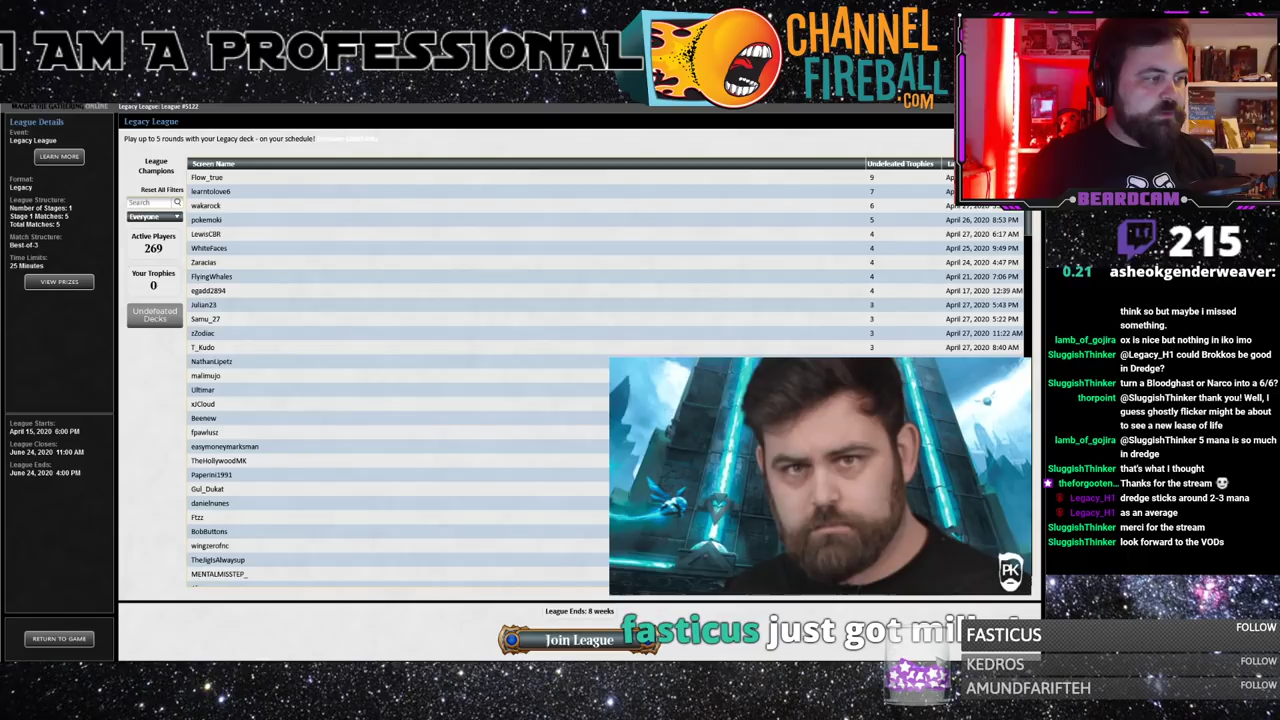 I AM A PROFESSIONAL
CHANNEL
FIREBALL
.COM
MAGIC THE GATHERING ONLINE
Legacy League: League #5122
League Details
Event:
Legacy League
LEARN MORE
Format:
Legacy
League Structure:
Number of Stages: 1
Stage 1 Matches: 5
Total Matches: 5
Match Structure:
Best-of-3
Time Limits:
25 Minutes
VIEW PRIZES
League Starts:
April 15, 2020 6:00 PM
League Closes:
June 24, 2020 11:00 AM
League Ends:
June 24, 2020 4:00 PM
RETURN TO GAME
Legacy League
Play up to 5 rounds with your Legacy deck - on your schedule!
League
Champions
Reset All Filters
Search
Everyone
Active Players
269
Your Trophies
0
Undefeated
Decks
Screen Name Undefeated Trophies La
Flow_true 9 Ap
learntolove6 7 Ap
wakarock 6
pokemoki 5 April 26, 2020 8:53 PM
LewisCBR 4 April 27, 2020 6:17 AM
WhiteFaces 4 April 25, 2020 9:49 PM
Zaracias 4 April 24, 2020 4:47 PM
FlyingWhales 4 April 21, 2020 7:06 PM
egadd2894 4 April 17, 2020 12:39 AM
Julian23 3 April 27, 2020 5:43 PM
Samu_27 3 April 27, 2020 5:22 PM
zZodiac 3 April 27, 2020 11:22 AM
T_Kudo 3 April 27, 2020 8:40 AM
NathanLipetz
malimujo
Ultimar
xJCloud
Beenew
fpawlusz
easymoneymarksman
TheHollywoodMK
Paperini1991
Gul_Dukat
danielnunes
Ftzz
BobButtons
wingzerofnc
TheJigIsAlwaysup
MENTALMISSTEP_
PK
League Ends: 8 weeks
Join League
fasticus just got mil
BEARDCAM
215
0.21 asheokgenderweaver:
think so but maybe i missed
something.
lamb_of_gojira ox is nice but nothing in iko imo
SluggishThinker @Legacy_H1 could Brokkos be good
in Dredge?
SluggishThinker turn a Bloodghast or Narco into a 6/6?
thorpoint @SluggishThinker thank you! Well, I
guess ghostly flicker might be about
to see a new lease of life
lamb_of_gojira @SluggishThinker 5 mana is so much
in dredge
SluggishThinker that's what I thought
theforgooten... Thanks for the stream
Legacy_H1 dredge sticks around 2-3 mana
Legacy_H1 as an average
SluggishThinker merci for the stream
SluggishThinker look forward to the VODs
FASTICUS FOLLOW
KEDROS FOLLOW
AMUNDFARIFTEH FOLLOW